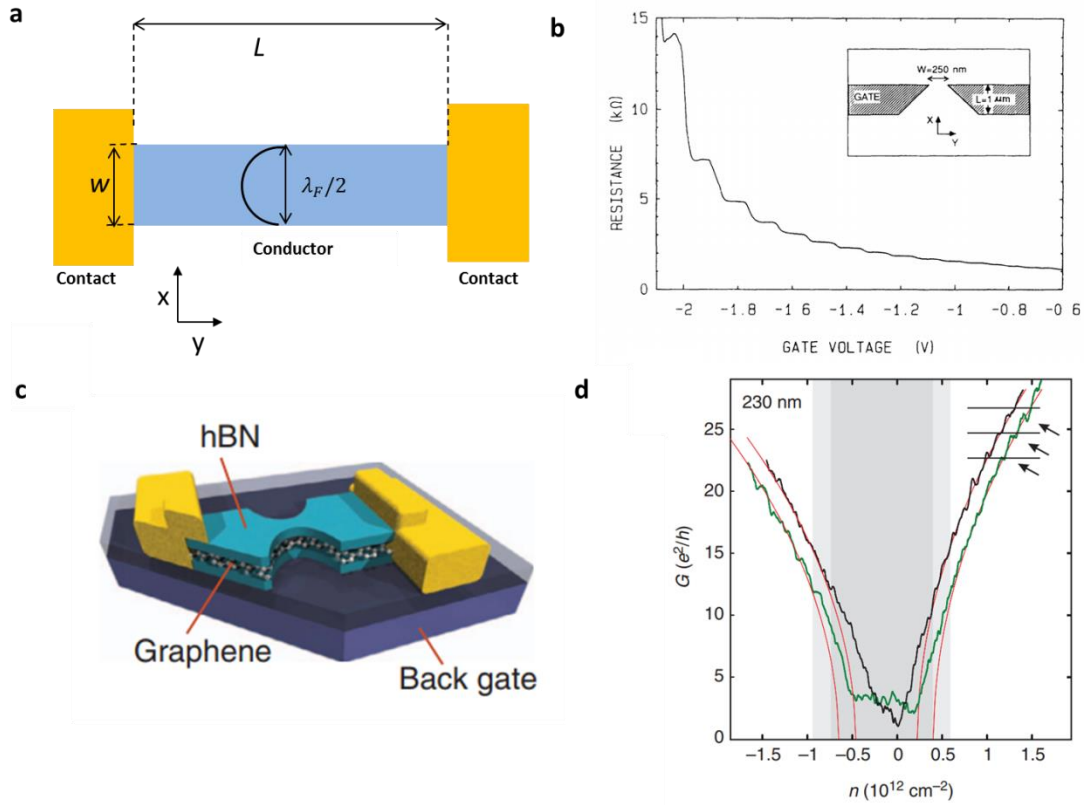 a
L
w
λ_F/2
Conductor
Contact
Contact
x
y
b
15
10
5
0
RESISTANCE (kΩ)
-2
-1.8
-1 6
-1.4
-1.2
-1
-0.8
-0 6
GATE VOLTAGE (V)
W=250 nm
GATE
L=1 μm
X
Y
c
hBN
Graphene
Back gate
d
230 nm
25
20
15
10
5
0
G (e²/h)
−1.5
−1
−0.5
0
0.5
1
1.5
n (10¹² cm⁻²)